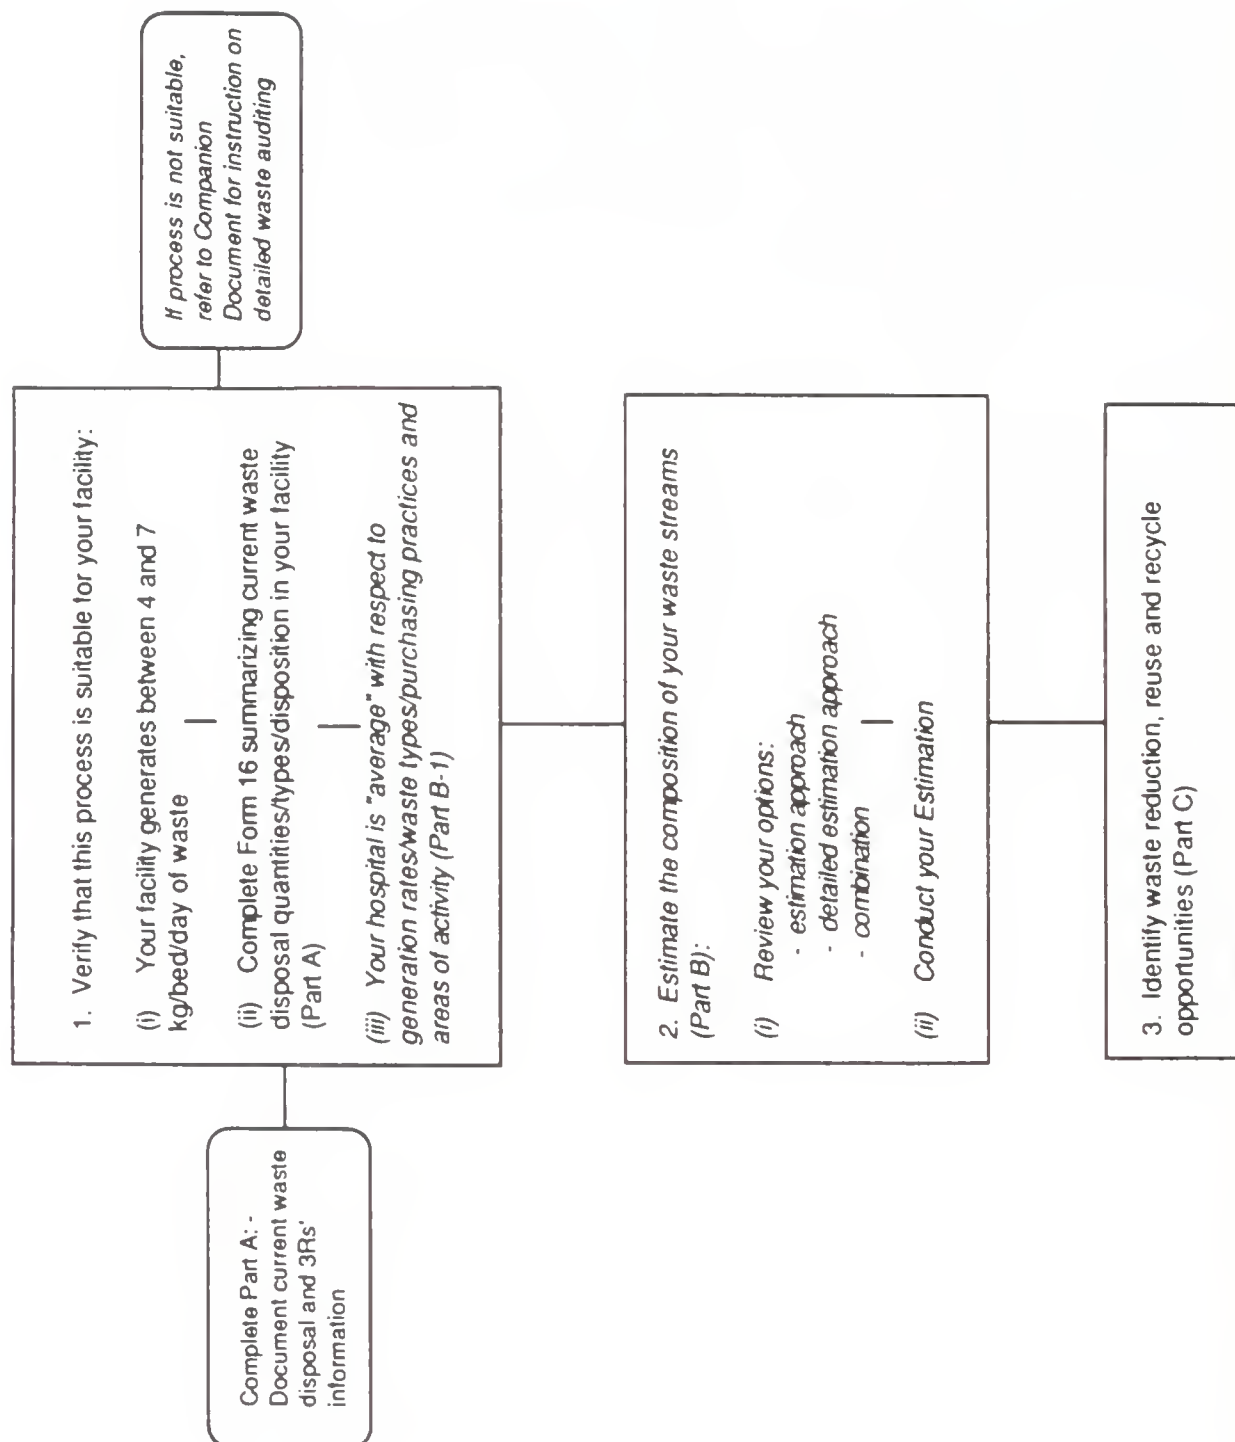 Complete Part A: -
Document current waste
disposal and 3Rs'
information
1. Verify that this process is suitable for your facility:
(i) Your facility generates between 4 and 7
kg/bed/day of waste
(ii) Complete Form 16 summarizing current waste
disposal quantities/types/disposition in your facility
(Part A)
(iii) Your hospital is "average" with respect to
generation rates/waste types/purchasing practices and
areas of activity (Part B-1)
If process is not suitable,
refer to Companion
Document for instruction on
detailed waste auditing
2. Estimate the composition of your waste streams
(Part B):
(i) Review your options:
- estimation approach
- detailed estimation approach
- combination
(ii) Conduct your Estimation
3. Identify waste reduction, reuse and recycle
opportunities (Part C)